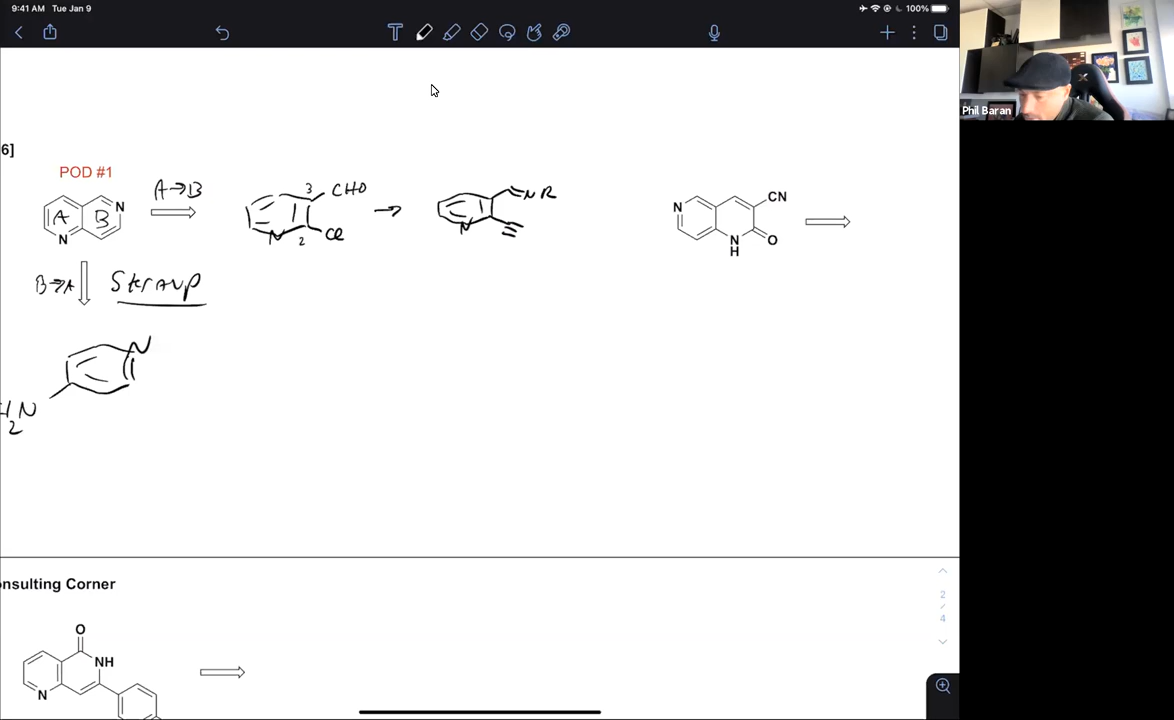 9:41 AM Tue Jan 9
100%
6]
POD #1
A→B
3 CHO
N
2
Cl
NR
N
A
B
N
N
B→A
Skraup
N
H2N
N
CN
N
H
O
Phil Baran
2
/
4
onsulting Corner
O
NH
N